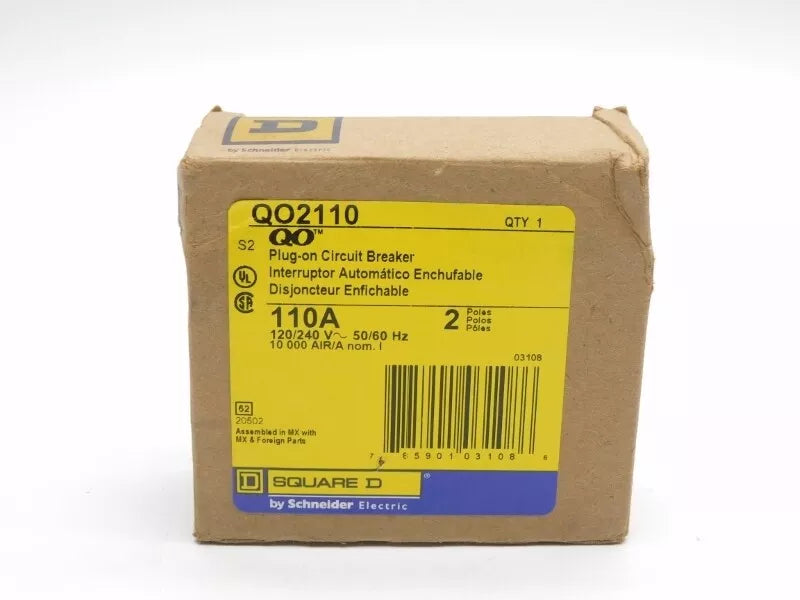 D
by Schneider Electric
QO2110
QTY 1
S2
QO™
Plug-on Circuit Breaker
Interruptor Automático Enchufable
Disjoncteur Enfichable
UL
SA
110A
2 Poles
Polos
Pôles
120/240 V~ 50/60 Hz
10 000 AIR/A nom. I
03108
62
20502
Assembled in MX with
MX & Foreign Parts
7 85901 03108 6
D SQUARE D ®
by Schneider Electric